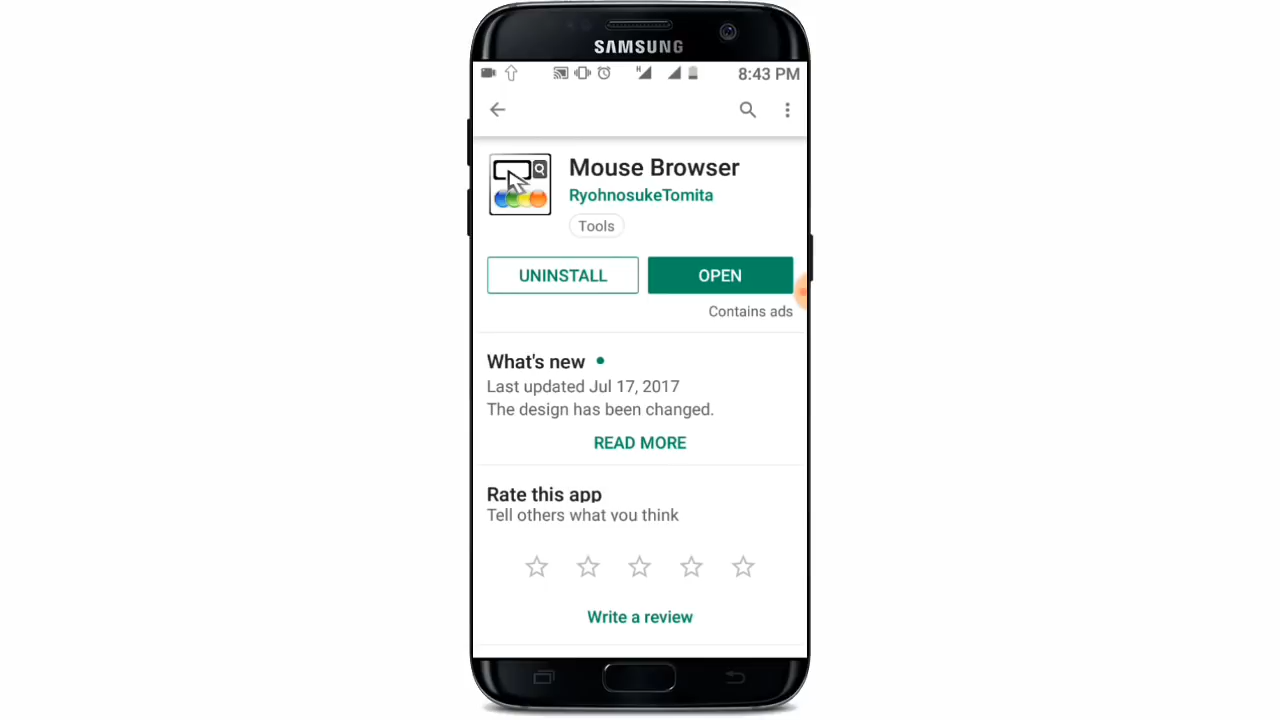 SAMSUNG
8:43 PM
Mouse Browser
RyohnosukeTomita
Tools
UNINSTALL
OPEN
Contains ads
What's new
Last updated Jul 17, 2017
The design has been changed.
READ MORE
Rate this app
Tell others what you think
Write a review